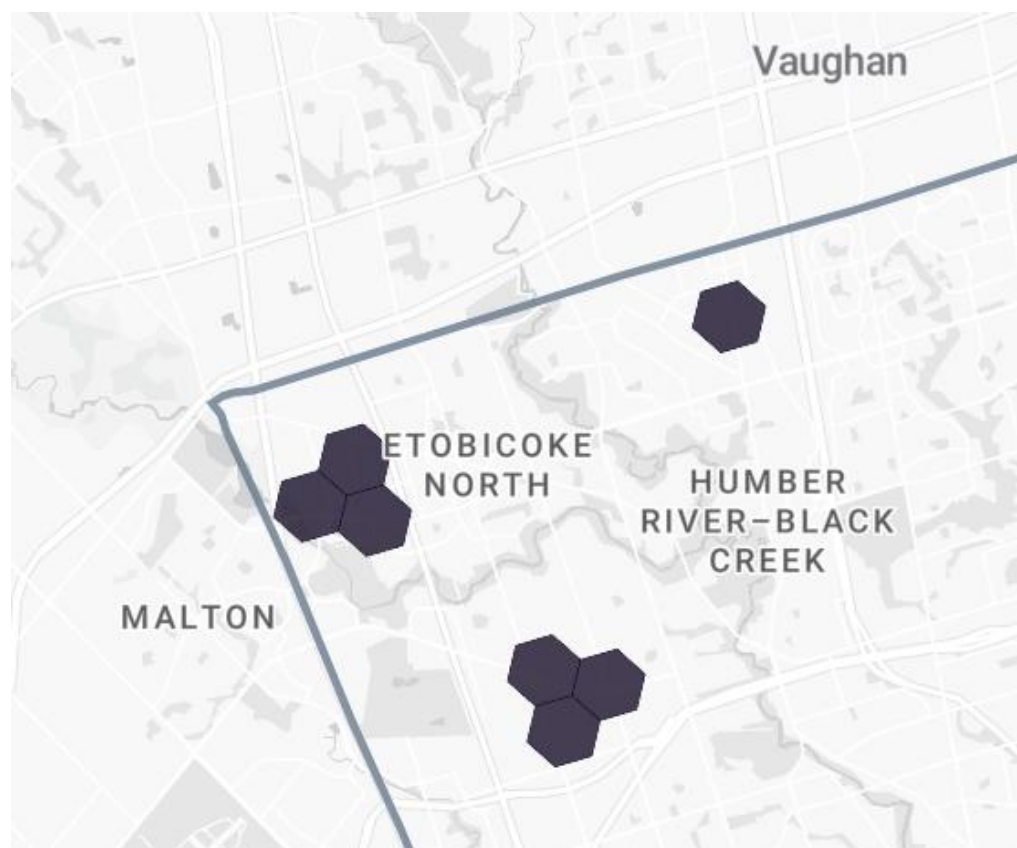 Vaughan
ETOBICOKE
NORTH
HUMBER
RIVER–BLACK
CREEK
MALTON